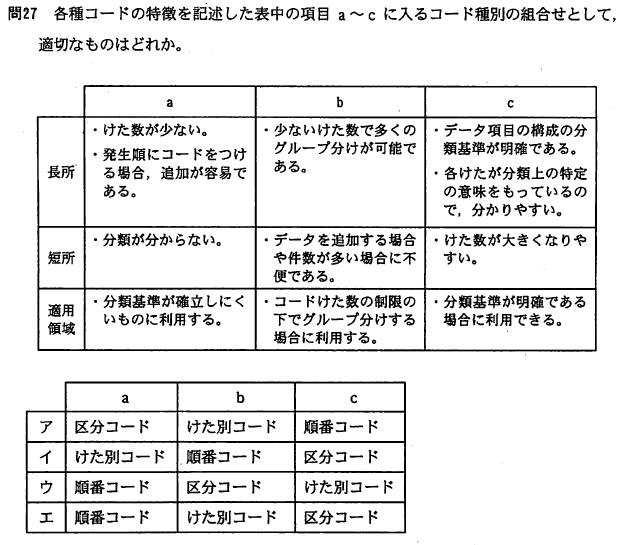 問27 各種コードの特徴を記述した表中の項目 a～c に入るコード種別の組合せとして，
適切なものはどれか。
a b c
長所
・けた数が少ない。
・発生順にコードをつけ
る場合，追加が容易で
ある。
・少ないけた数で多くの
グループ分けが可能で
ある。
・データ項目の構成の分
類基準が明確である。
・各けたが分類上の特定
の意味をもっているの
で，分かりやすい。
短所
・分類が分からない。
・データを追加する場合
や件数が多い場合に不
便である。
・けた数が大きくなりや
すい。
適用
領域
・分類基準が確立しにく
いものに利用する。
・コードけた数の制限の
下でグループ分けする
場合に利用する。
・分類基準が明確である
場合に利用できる。
a b c
ア 区分コード けた別コード 順番コード
イ けた別コード 順番コード 区分コード
ウ 順番コード 区分コード けた別コード
エ 順番コード けた別コード 区分コード